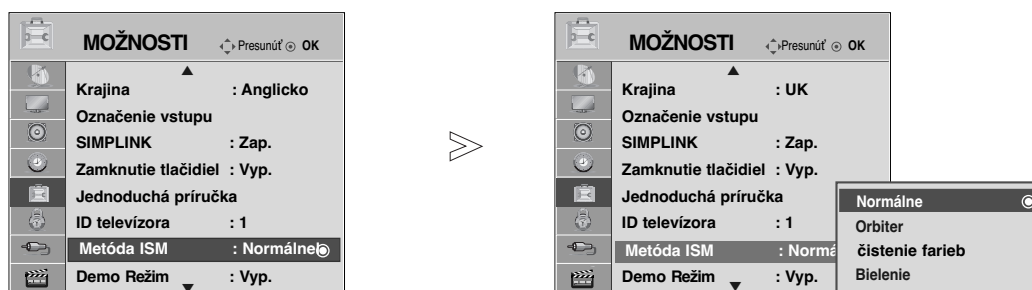 MOŽNOSTI Presunúť OK
Krajina : Anglicko
Označenie vstupu
SIMPLINK : Zap.
Zamknutie tlačidiel : Vyp.
Jednoduchá príručka
ID televízora : 1
Metóda ISM : Normálne
Demo Režim : Vyp.
MOŽNOSTI Presunúť OK
Krajina : UK
Označenie vstupu
SIMPLINK : Zap.
Zamknutie tlačidiel : Vyp.
Jednoduchá príručka
ID televízora : 1
Metóda ISM : Normá
Demo Režim : Vyp.
Normálne
Orbiter
čistenie farieb
Bielenie